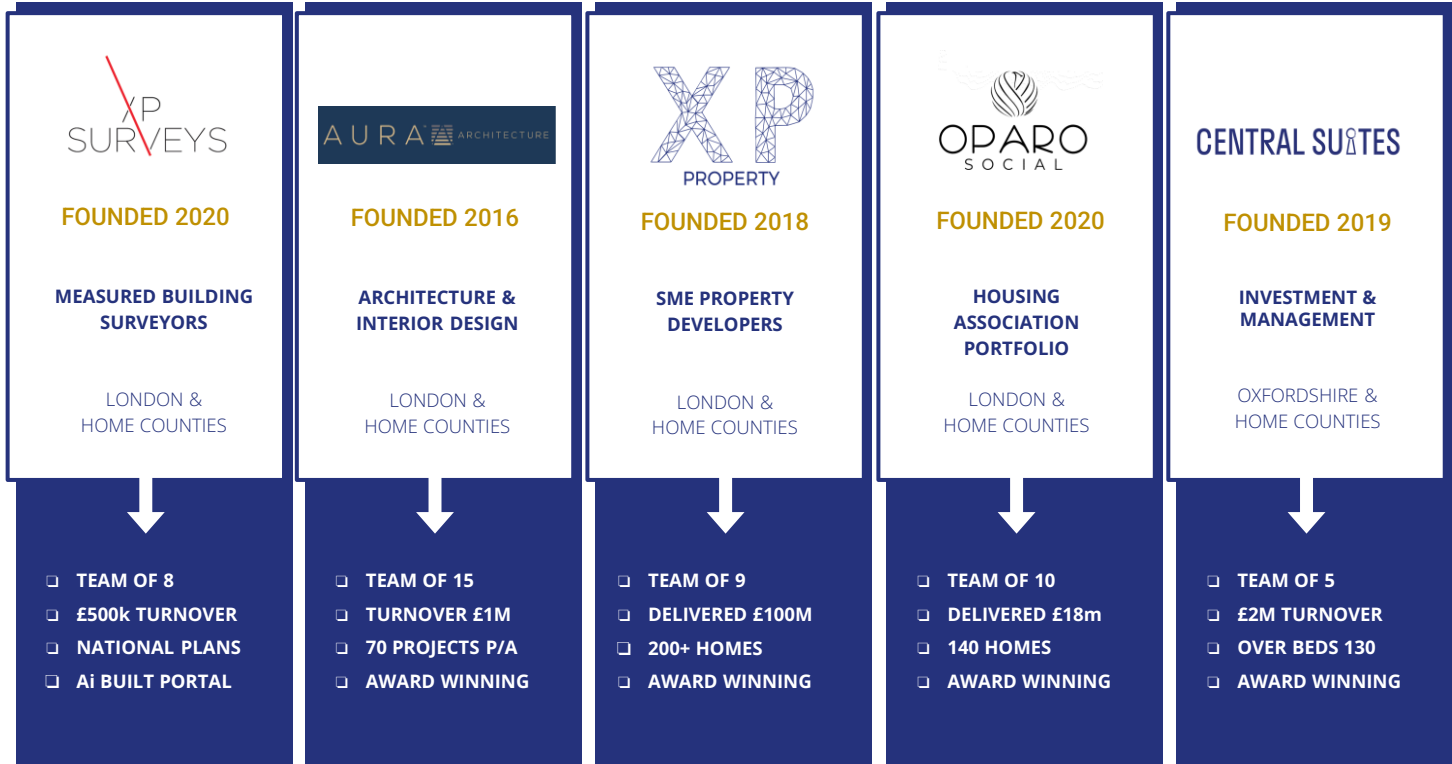 XP
SURVEYS
FOUNDED 2020
MEASURED BUILDING
SURVEYORS
LONDON &
HOME COUNTIES
TEAM OF 8
£500k TURNOVER
NATIONAL PLANS
Ai BUILT PORTAL
AURA ARCHITECTURE
FOUNDED 2016
ARCHITECTURE &
INTERIOR DESIGN
LONDON &
HOME COUNTIES
TEAM OF 15
TURNOVER £1M
70 PROJECTS P/A
AWARD WINNING
XP
PROPERTY
FOUNDED 2018
SME PROPERTY
DEVELOPERS
LONDON &
HOME COUNTIES
TEAM OF 9
DELIVERED £100M
200+ HOMES
AWARD WINNING
OPARO
SOCIAL
FOUNDED 2020
HOUSING
ASSOCIATION
PORTFOLIO
LONDON &
HOME COUNTIES
TEAM OF 10
DELIVERED £18m
140 HOMES
AWARD WINNING
CENTRAL SUITES
FOUNDED 2019
INVESTMENT &
MANAGEMENT
OXFORDSHIRE &
HOME COUNTIES
TEAM OF 5
£2M TURNOVER
OVER BEDS 130
AWARD WINNING